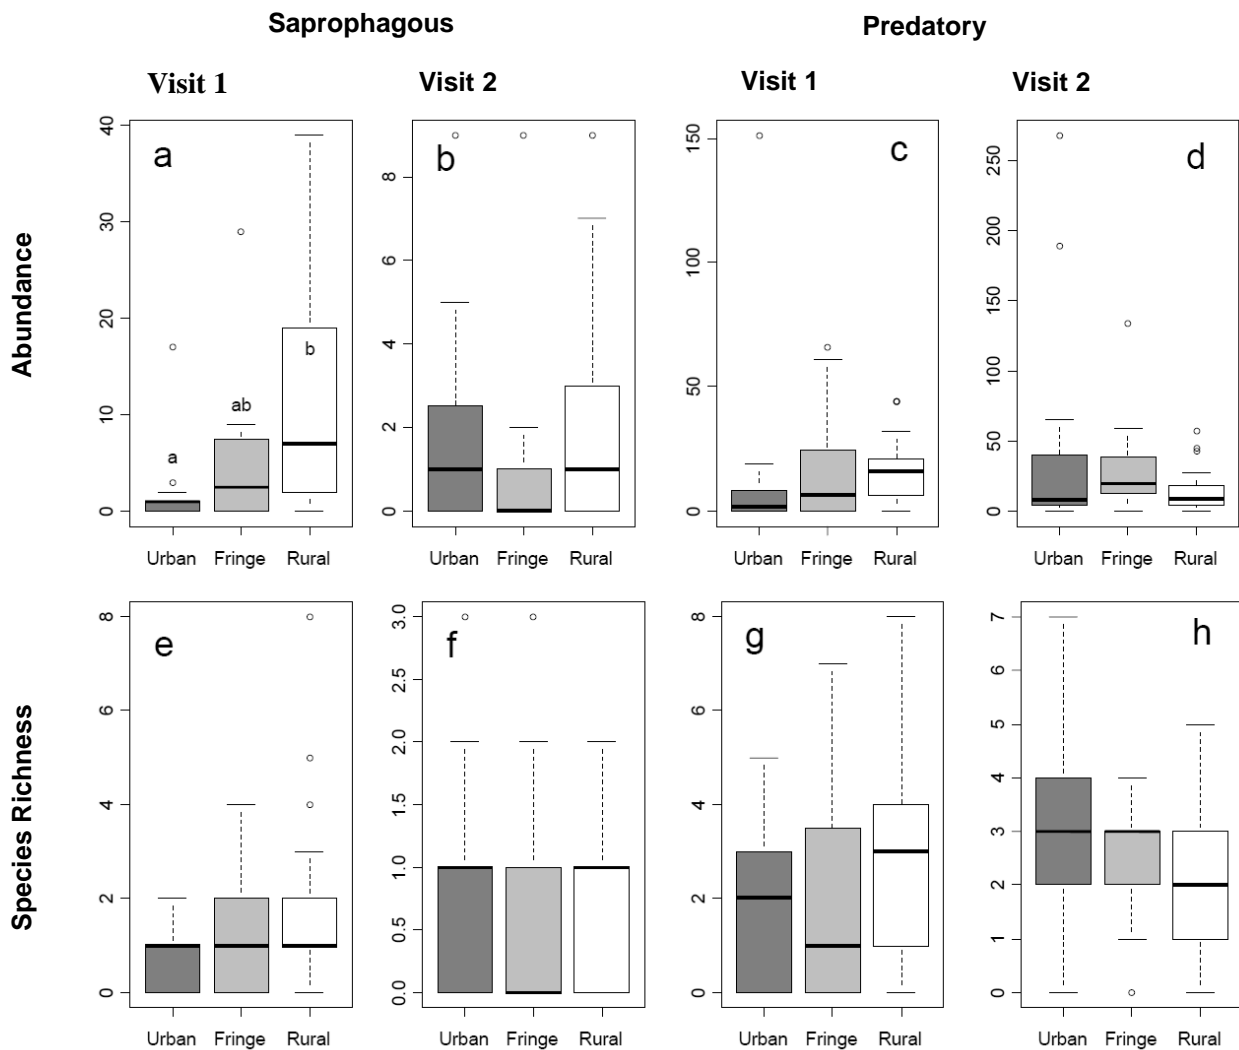 Saprophagous Predatory
Visit 1 Visit 2 Visit 1 Visit 2
Abundance
a
0 10 20 30 40
a ab b
Urban Fringe Rural
b
0 2 4 6 8
Urban Fringe Rural
c
0 50 100 150
Urban Fringe Rural
d
0 50 100 150 200 250
Urban Fringe Rural
Species Richness
e
0 2 4 6 8
Urban Fringe Rural
f
0.0 0.5 1.0 1.5 2.0 2.5 3.0
Urban Fringe Rural
g
0 2 4 6 8
Urban Fringe Rural
h
0 1 2 3 4 5 6 7
Urban Fringe Rural